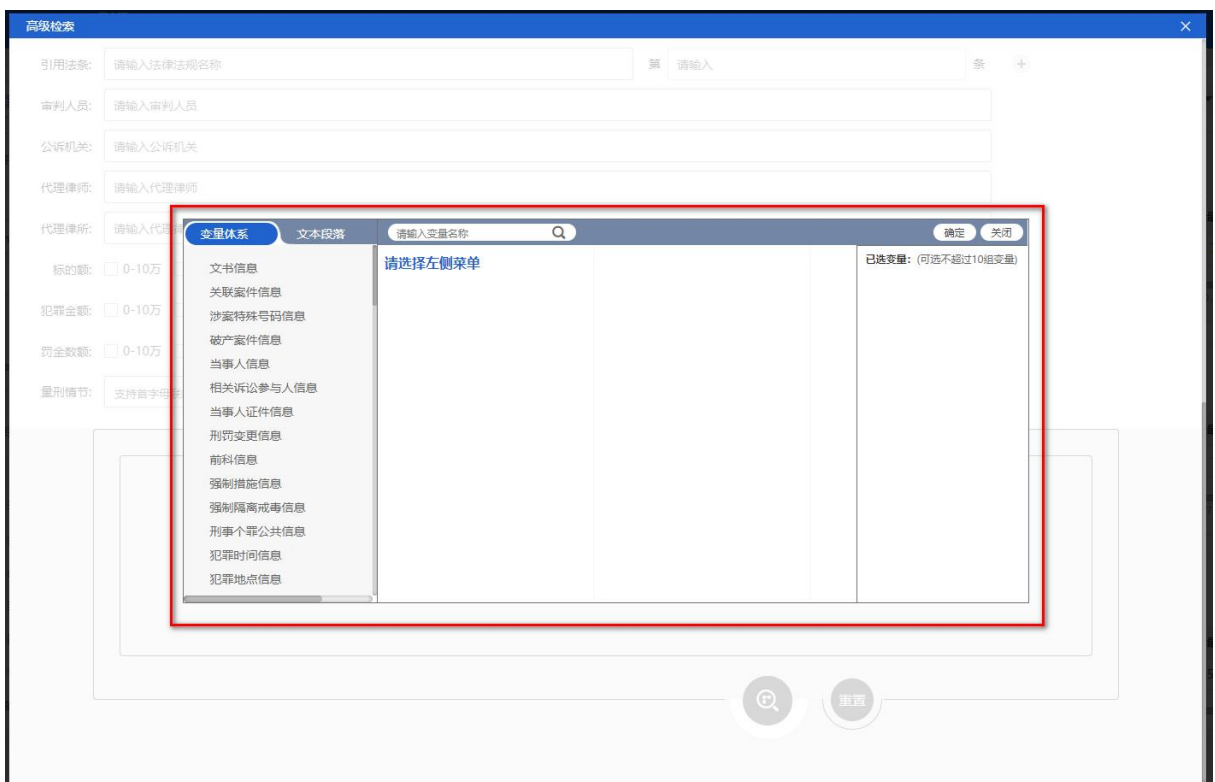 高级检索
引用法条: 请输入法律法规名称 第 请输入 条
审判人员: 请输入审判人员
公诉机关: 请输入公诉机关
代理律师: 请输入代理律师
代理律所: 请输入代理
标的额: 0-10万
犯罪金额: 0-10万
罚金数额: 0-10万
量刑情节: 支持首字母
变量体系 文本段落 请输入变量名称 确定 关闭
文书信息
关联案件信息
涉案特殊号码信息
破产案件信息
当事人信息
相关诉讼参与人信息
当事人证件信息
刑罚变更信息
前科信息
强制措施信息
强制隔离戒毒信息
刑事个罪公共信息
犯罪时间信息
犯罪地点信息
请选择左侧菜单
已选变量: (可选不超过10组变量)
重置